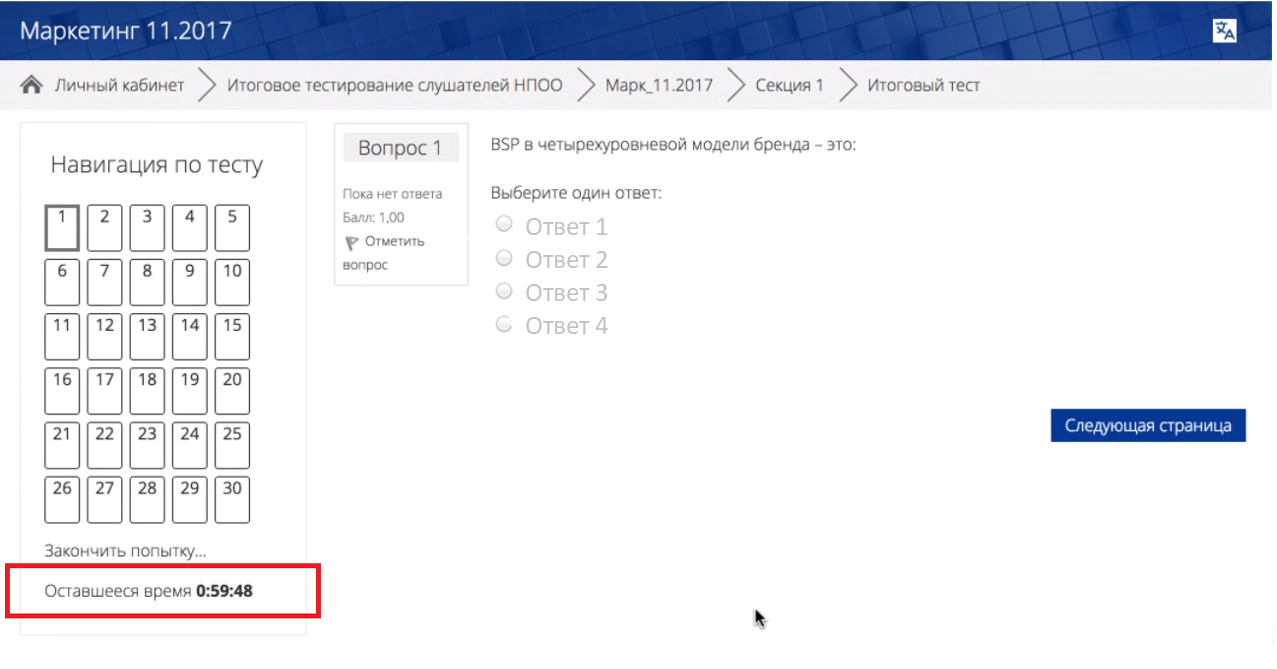 Маркетинг 11.2017
Личный кабинет
Итоговое тестирование слушателей НПОО
Марк_11.2017
Секция 1
Итоговый тест
Навигация по тесту
1 2 3 4 5
6 7 8 9 10
11 12 13 14 15
16 17 18 19 20
21 22 23 24 25
26 27 28 29 30
Закончить попытку...
Оставшееся время 0:59:48
Вопрос 1
Пока нет ответа
Балл: 1,00
Отметить
вопрос
BSP в четырехуровневой модели бренда – это:
Выберите один ответ:
Ответ 1
Ответ 2
Ответ 3
Ответ 4
Следующая страница